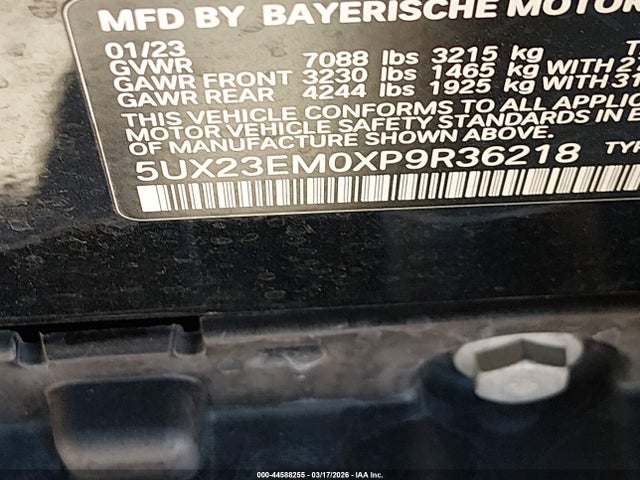 MFD BY BAYERISCHE MOTOR
01/23
GVWR 7088 lbs 3215 kg
GAWR FRONT 3230 lbs 1465 kg WITH
GAWR REAR 4244 lbs 1925 kg WITH
THIS VEHICLE CONFORMS TO ALL APPLIC
MOTOR VEHICLE SAFETY STANDARDS IN E
OF MANUFACTURE SHOWN ABOVE.
5UX23EM0XP9R36218 TYP
000-44588255 - 03/17/2026 - IAA Inc.